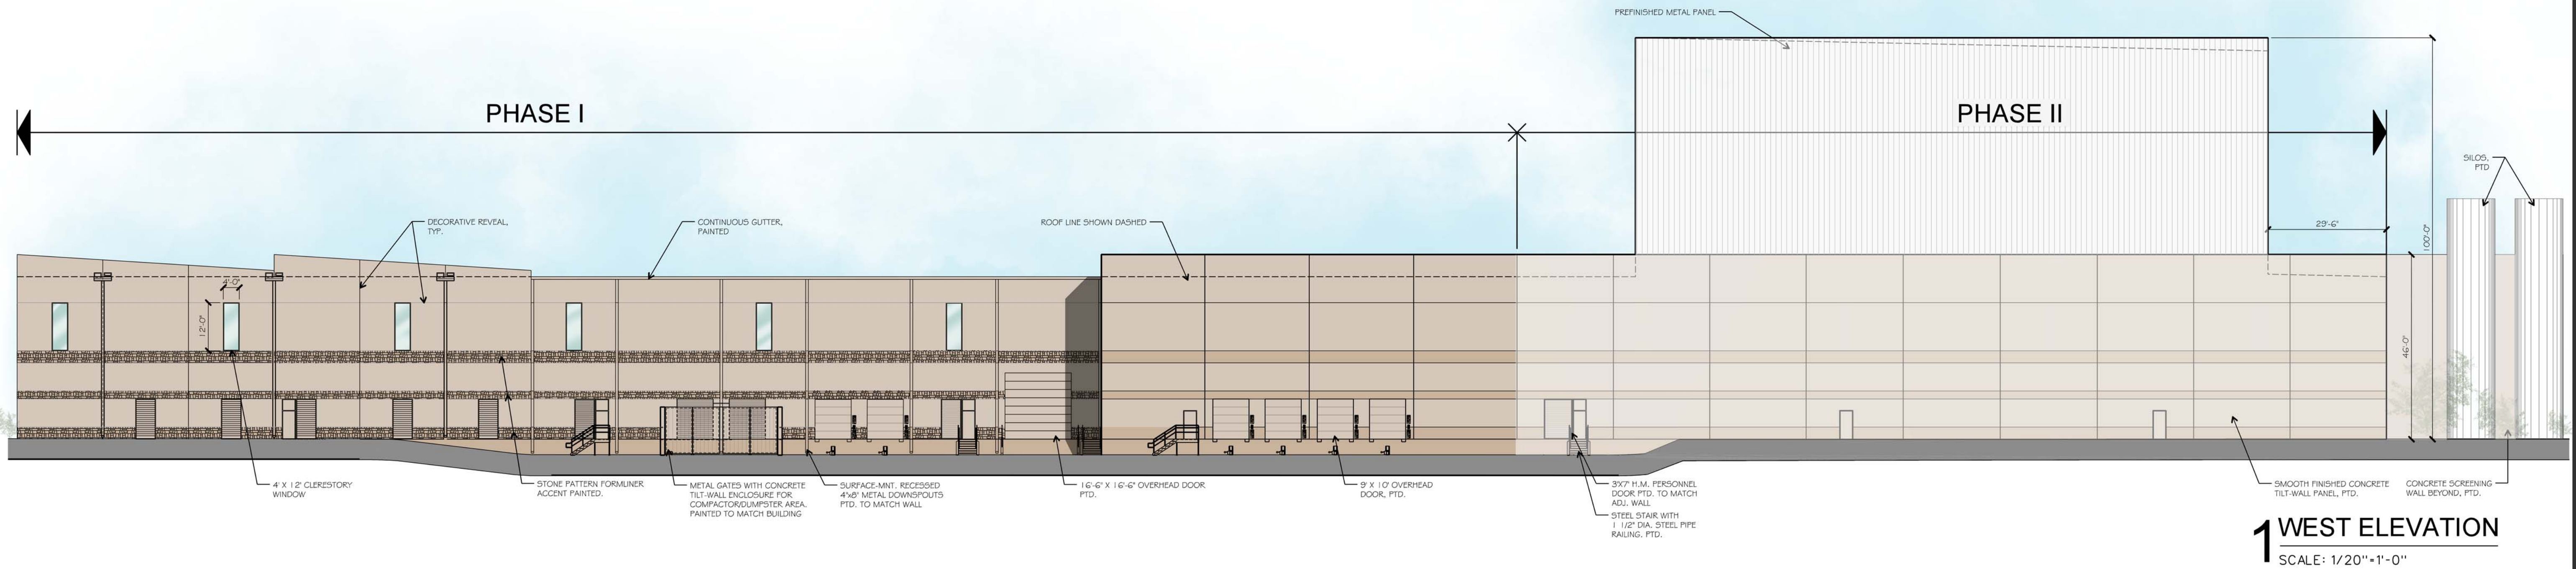 PREFINISHED METAL PANEL
PHASE I
PHASE II
SILOS,
PTD
DECORATIVE REVEAL,
TYP.
CONTINUOUS GUTTER,
PAINTED
ROOF LINE SHOWN DASHED
29'-6"
100'-0"
4'-0"
12'-0"
46'-0"
4' X 12' CLERESTORY
WINDOW
STONE PATTERN FORMLINER
ACCENT PAINTED.
METAL GATES WITH CONCRETE
TILT-WALL ENCLOSURE FOR
COMPACTOR/DUMPSTER AREA.
PAINTED TO MATCH BUILDING
SURFACE-MNT. RECESSED
4"x8" METAL DOWNSPOUTS
PTD. TO MATCH WALL
16'-6" X 16'-6" OVERHEAD DOOR
PTD.
9' X 10' OVERHEAD
DOOR, PTD.
3'X7' H.M. PERSONNEL
DOOR PTD. TO MATCH
ADJ. WALL
STEEL STAIR WITH
1 1/2" DIA. STEEL PIPE
RAILING. PTD.
SMOOTH FINISHED CONCRETE
TILT-WALL PANEL, PTD.
CONCRETE SCREENING
WALL BEYOND, PTD.
1 WEST ELEVATION
SCALE: 1/20"=1'-0"